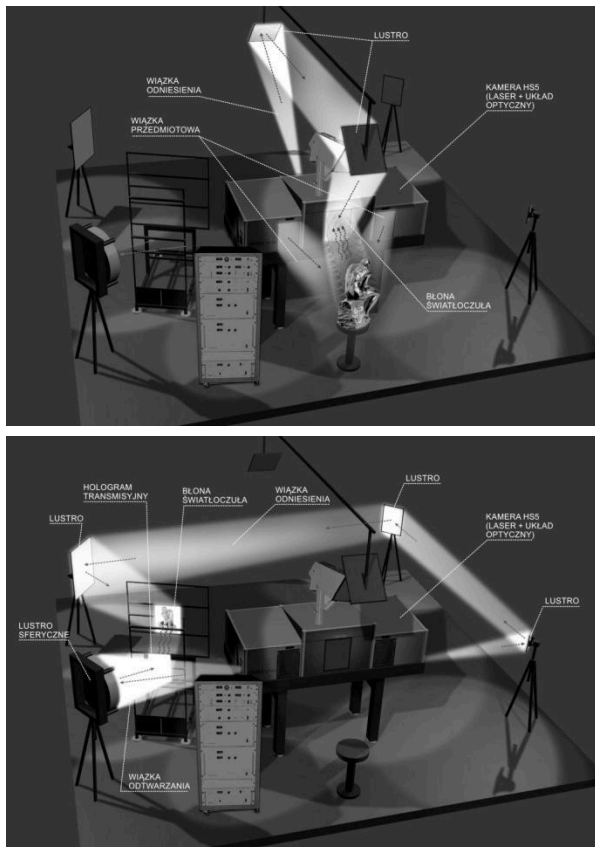 LUSTRO
WIĄZKA
ODNIESIENIA
KAMERA HS5
(LASER + UKŁAD
OPTYCZNY)
WIĄZKA
PRZEDMIOTOWA
BŁONA
ŚWIATŁOCZUŁA
HOLOGRAM
TRANSMISYJNY
BŁONA
ŚWIATŁOCZUŁA
WIĄZKA
ODNIESIENIA
LUSTRO
LUSTRO
KAMERA HS5
(LASER + UKŁAD
OPTYCZNY)
LUSTRO
LUSTRO
SFERYCZNE
WIĄZKA
ODTWARZANIA